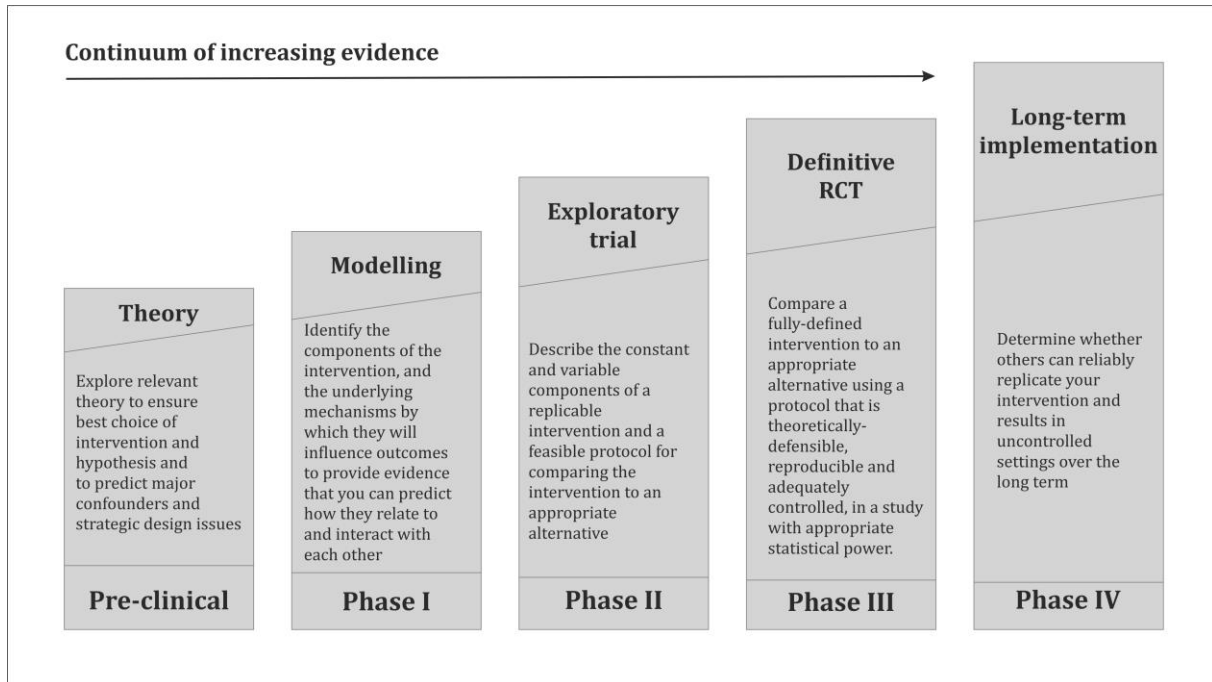 Continuum of increasing evidence
Theory
Explore relevant
theory to ensure
best choice of
intervention and
hypothesis and
to predict major
confounders and
strategic design issues
Pre-clinical
Modelling
Identify the
components of the
intervention, and
the underlying
mechanisms by
which they will
influence outcomes
to provide evidence
that you can predict
how they relate to
and interact with
each other
Phase I
Exploratory
trial
Describe the constant
and variable
components of a
replicable
intervention and a
feasible protocol for
comparing the
intervention to an
appropriate
alternative
Phase II
Definitive
RCT
Compare a
fully-defined
intervention to an
appropriate
alternative using a
protocol that is
theoretically-
defensible,
reproducible and
adequately
controlled, in a study
with appropriate
statistical power.
Phase III
Long-term
implementation
Determine whether
others can reliably
replicate your
intervention and
results in
uncontrolled
settings over the
long term
Phase IV